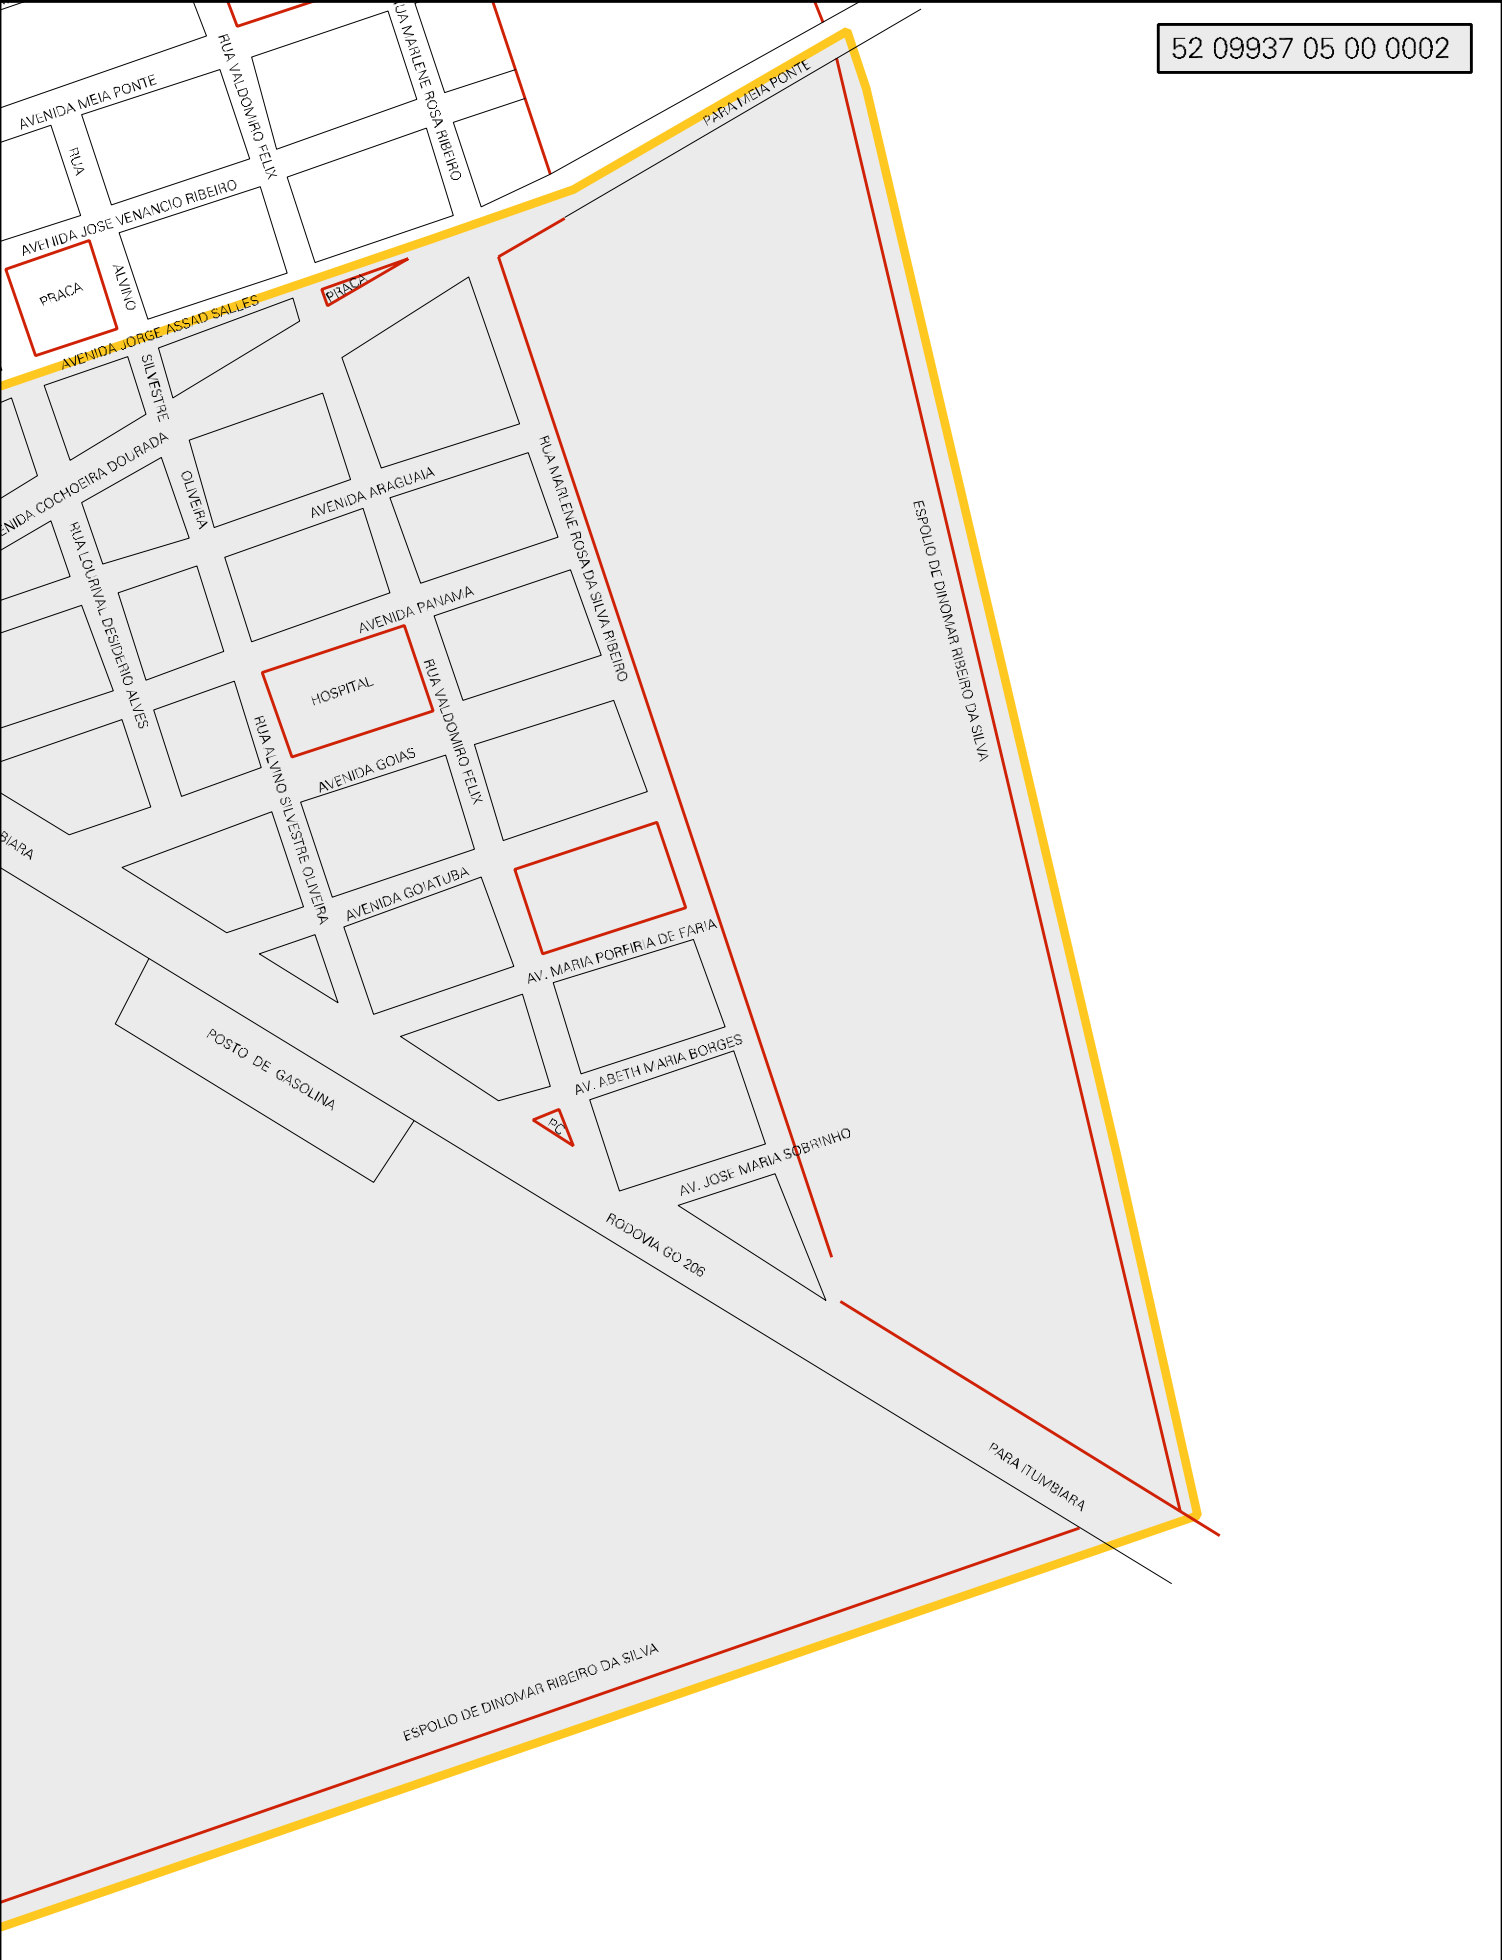 52 09937 05 00 0002
RUA MARLENE ROSA RIBEIRO
RUA VALDOMIRO FELIX
AVENIDA MEIA PONTE
PARA MEIA PONTE
RUA
AVENIDA JOSE VENANCIO RIBEIRO
ALVINO
PRACA
PRACA
AVENIDA JORGE ASSAD SALLES
SILVESTRE
ENIDA COCHOEIRA DOURADA
OLIVEIRA
AVENIDA ARAGUAIA
RUA MARLENE ROSA DA SILVA RIBEIRO
ESPOLIO DE DINOMAR RIBEIRO DA SILVA
RUA LOURIVAL DESIDERIO ALVES
AVENIDA PANAMA
HOSPITAL
RUA VALDOMIRO FELIX
RUA ALVINO SILVESTRE OLIVEIRA
AVENIDA GOIAS
BIARA
AVENIDA GOIATUBA
AV. MARIA PORFIRIA DE FARIA
POSTO DE GASOLINA
AV. ABETH MARIA BORGES
PC
AV. JOSE MARIA SOBRINHO
RODOVIA GO 206
PARA ITUMBIARA
ESPOLIO DE DINOMAR RIBEIRO DA SILVA